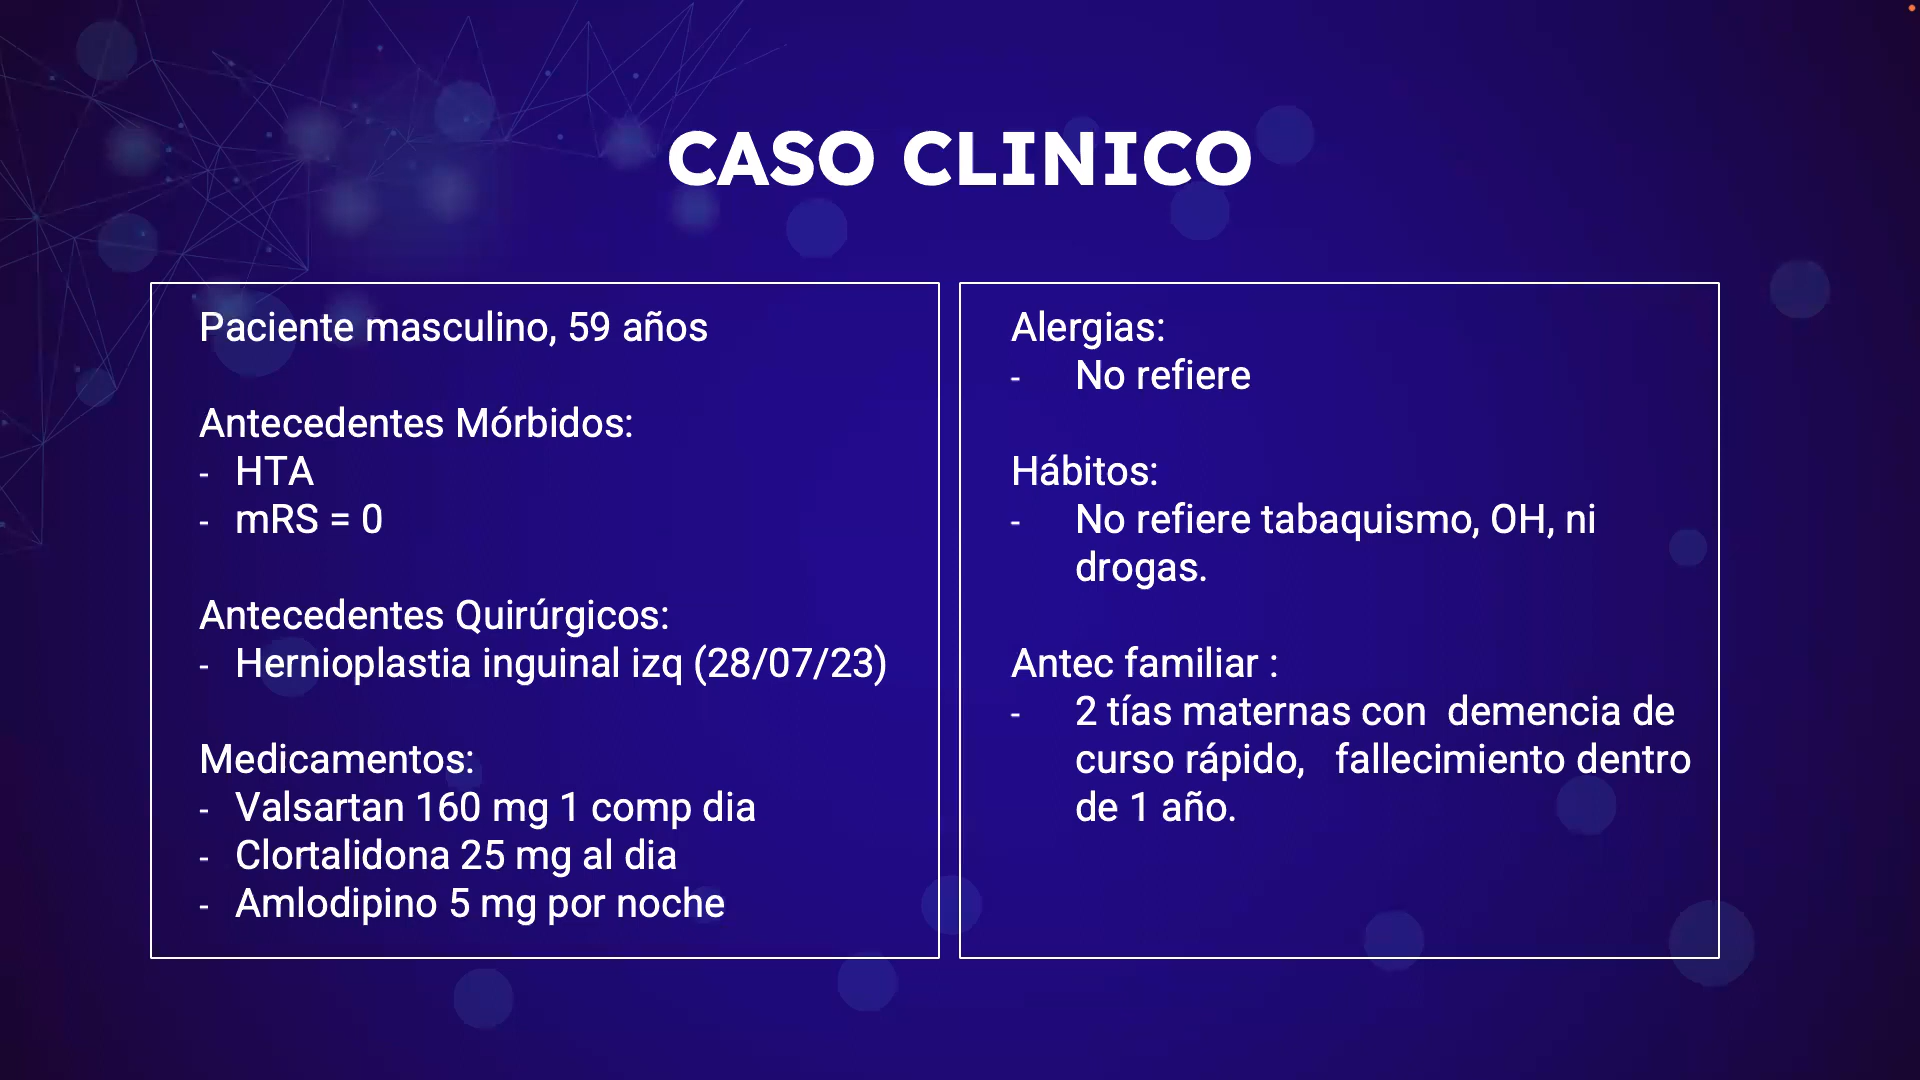 CASO CLINICO
Paciente masculino, 59 años
Antecedentes Mórbidos:
- HTA
- mRS = 0
Antecedentes Quirúrgicos:
- Hernioplastia inguinal izq (28/07/23)
Medicamentos:
- Valsartan 160 mg 1 comp dia
- Clortalidona 25 mg al dia
- Amlodipino 5 mg por noche
Alergias:
- No refiere
Hábitos:
- No refiere tabaquismo, OH, ni
drogas.
Antec familiar :
- 2 tías maternas con demencia de
curso rápido, fallecimiento dentro
de 1 año.